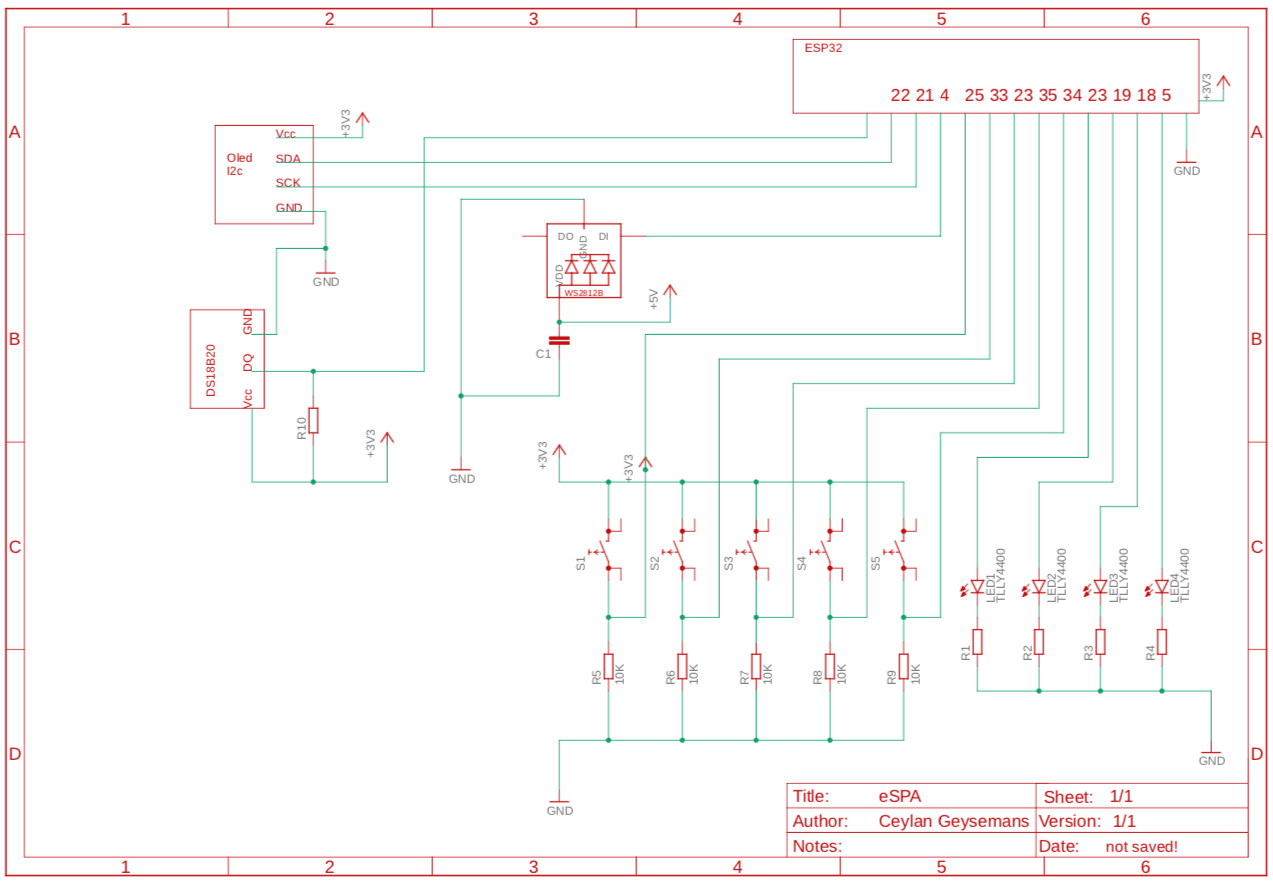 1 2 3 4 5 6
ESP32
22 21 4 25 33 23 35 34 23 19 18 5
+3V3
GND
A A
+3V3
Oled
I2c
Vcc
SDA
SCK
GND
GND
DO GND DI
VDD
WS2812B
+5V
C1
GND
B B
DS18B20
GND
DQ
Vcc
R10
+3V3
+3V3
+3V3
C C
S1 S2 S3 S4 S5
LED1
TLLY4400
LED2
TLLY4400
LED3
TLLY4400
LED4
TLLY4400
R1 R2 R3 R4
R5 10K R6 10K R7 10K R8 10K R9 10K
D D
GND
GND
Title: eSPA Sheet: 1/1
Author: Ceylan Geysemans Version: 1/1
Notes: Date: not saved!
1 2 3 4 5 6